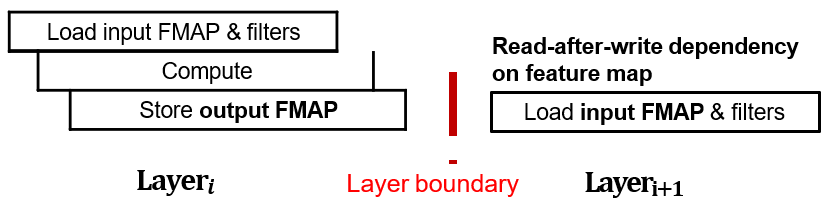 Load input FMAP & filters
Compute
Store output FMAP
Read-after-write dependency
on feature map
Load input FMAP & filters
Layerᵢ
Layer boundary
Layerᵢ₊₁